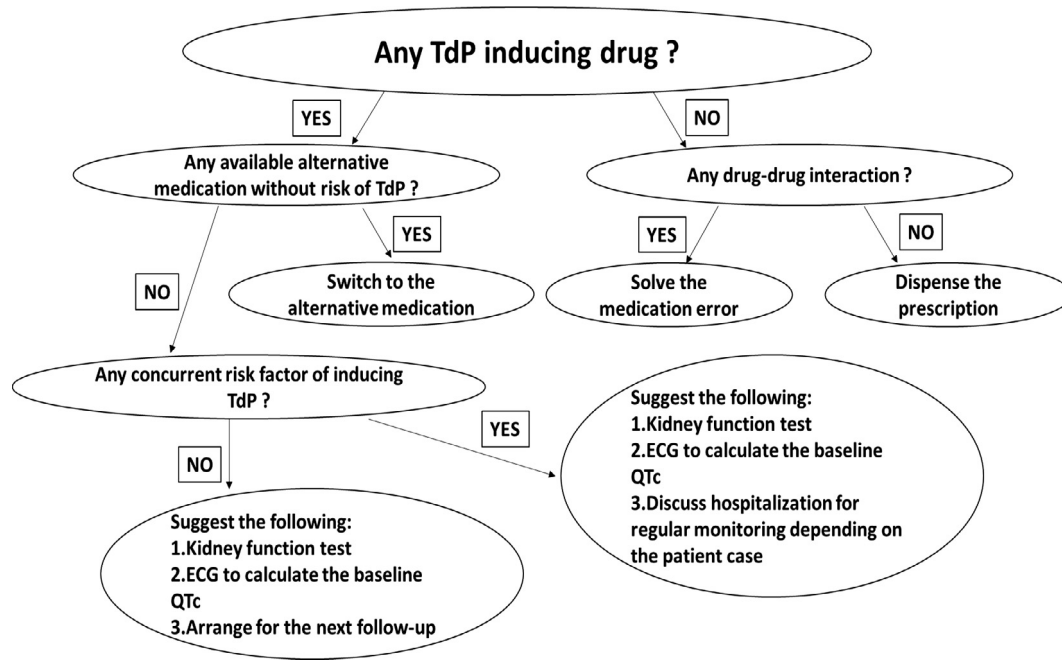 Any TdP inducing drug ?
YES
NO
Any available alternative
medication without risk of TdP ?
Any drug-drug interaction ?
YES
YES
NO
NO
Switch to the
alternative medication
Solve the
medication error
Dispense the
prescription
Any concurrent risk factor of inducing
TdP ?
YES
NO
Suggest the following:
1.Kidney function test
2.ECG to calculate the baseline
QTc
3.Discuss hospitalization for
regular monitoring depending on
the patient case
Suggest the following:
1.Kidney function test
2.ECG to calculate the baseline
QTc
3.Arrange for the next follow-up